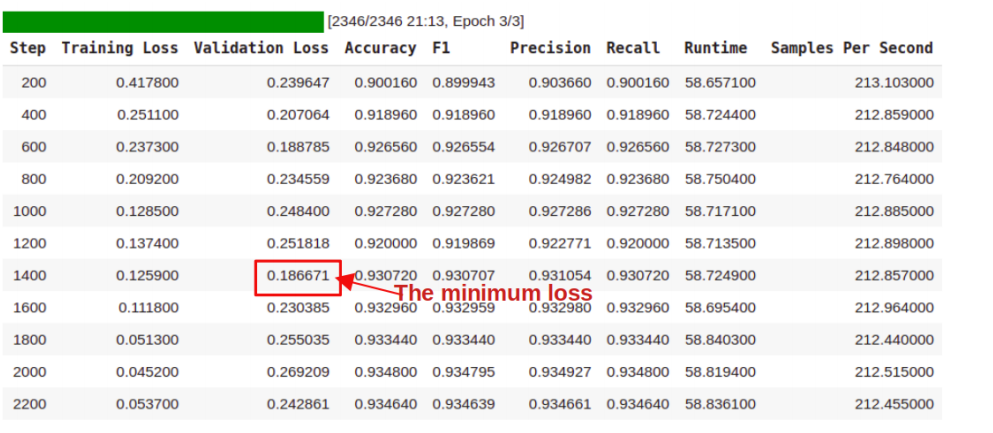 [2346/2346 21:13, Epoch 3/3]
Step Training Loss Validation Loss Accuracy F1 Precision Recall Runtime Samples Per Second
200 0.417800 0.239647 0.900160 0.899943 0.903660 0.900160 58.657100 213.103000
400 0.251100 0.207064 0.918960 0.918960 0.918960 0.918960 58.724400 212.859000
600 0.237300 0.188785 0.926560 0.926554 0.926707 0.926560 58.727300 212.848000
800 0.209200 0.234559 0.923680 0.923621 0.924982 0.923680 58.750400 212.764000
1000 0.128500 0.248400 0.927280 0.927280 0.927286 0.927280 58.717100 212.885000
1200 0.137400 0.251818 0.920000 0.919869 0.922771 0.920000 58.713500 212.898000
1400 0.125900 0.186671 0.930720 0.930707 0.931054 0.930720 58.724900 212.857000
The minimum loss
1600 0.111800 0.230385 0.932960 0.932959 0.932980 0.932960 58.695400 212.964000
1800 0.051300 0.255035 0.933440 0.933440 0.933440 0.933440 58.840300 212.440000
2000 0.045200 0.269209 0.934800 0.934795 0.934927 0.934800 58.819400 212.515000
2200 0.053700 0.242861 0.934640 0.934639 0.934661 0.934640 58.836100 212.455000